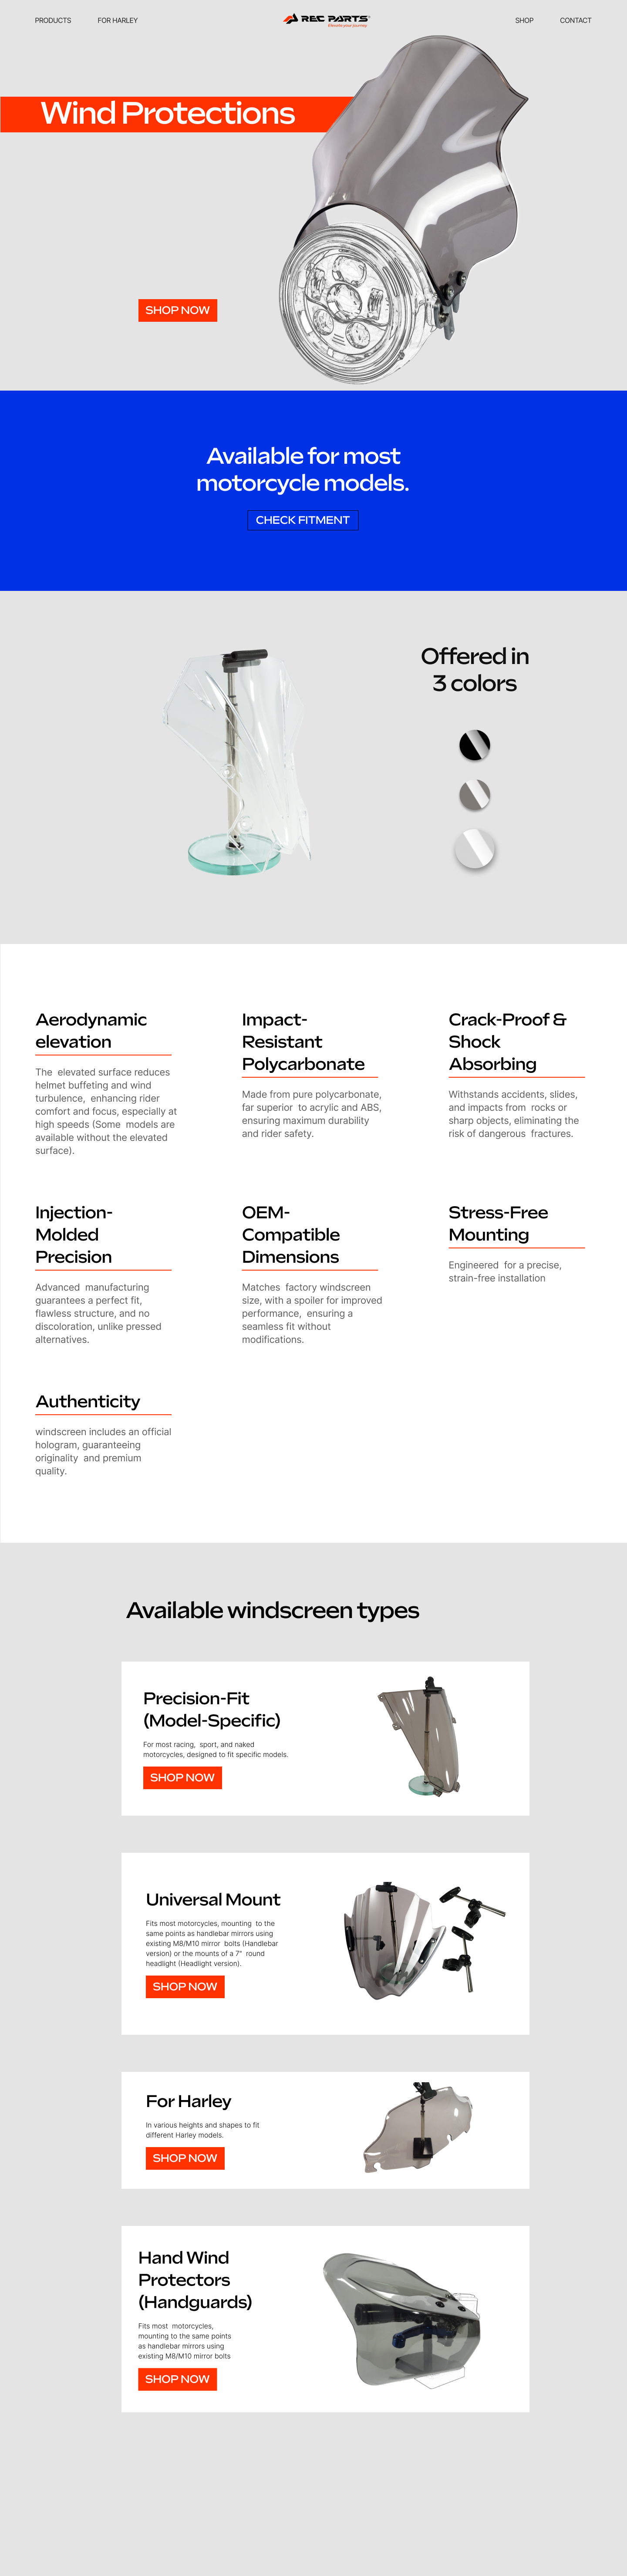 PRODUCTS
FOR HARLEY
REC PARTS
Elevate your journey
SHOP
CONTACT
Wind Protections
SHOP NOW
Available for most
motorcycle models.
CHECK FITMENT
Offered in
3 colors
Aerodynamic
elevation
The  elevated surface reduces
helmet buffeting and wind
turbulence,  enhancing rider
comfort and focus, especially at
high speeds (Some  models are
available without the elevated
surface).
Impact-
Resistant
Polycarbonate
Made from pure polycarbonate,
far superior  to acrylic and ABS,
ensuring maximum durability
and rider safety.
Crack-Proof &
Shock
Absorbing
Withstands accidents, slides,
and impacts from  rocks or
sharp objects, eliminating the
risk of dangerous  fractures.
Injection-
Molded
Precision
Advanced  manufacturing
guarantees a perfect fit,
flawless structure, and no
discoloration, unlike pressed
alternatives.
OEM-
Compatible
Dimensions
Matches  factory windscreen
size, with a spoiler for improved
performance,  ensuring a
seamless fit without
modifications.
Stress-Free
Mounting
Engineered  for a precise,
strain-free installation
Authenticity
windscreen includes an official
hologram, guaranteeing
originality  and premium
quality.
Available windscreen types
Precision-Fit
(Model-Specific)
For most racing,  sport, and naked
motorcycles, designed to fit specific models.
SHOP NOW
Universal Mount
Fits most motorcycles, mounting  to the
same points as handlebar mirrors using
existing M8/M10 mirror  bolts (Handlebar
version) or the mounts of a 7"  round
headlight (Headlight version).
SHOP NOW
For Harley
In various heights and shapes to fit
different Harley models.
SHOP NOW
Hand Wind
Protectors
(Handguards)
Fits most  motorcycles,
mounting to the same points
as handlebar mirrors using
existing M8/M10 mirror bolts
SHOP NOW